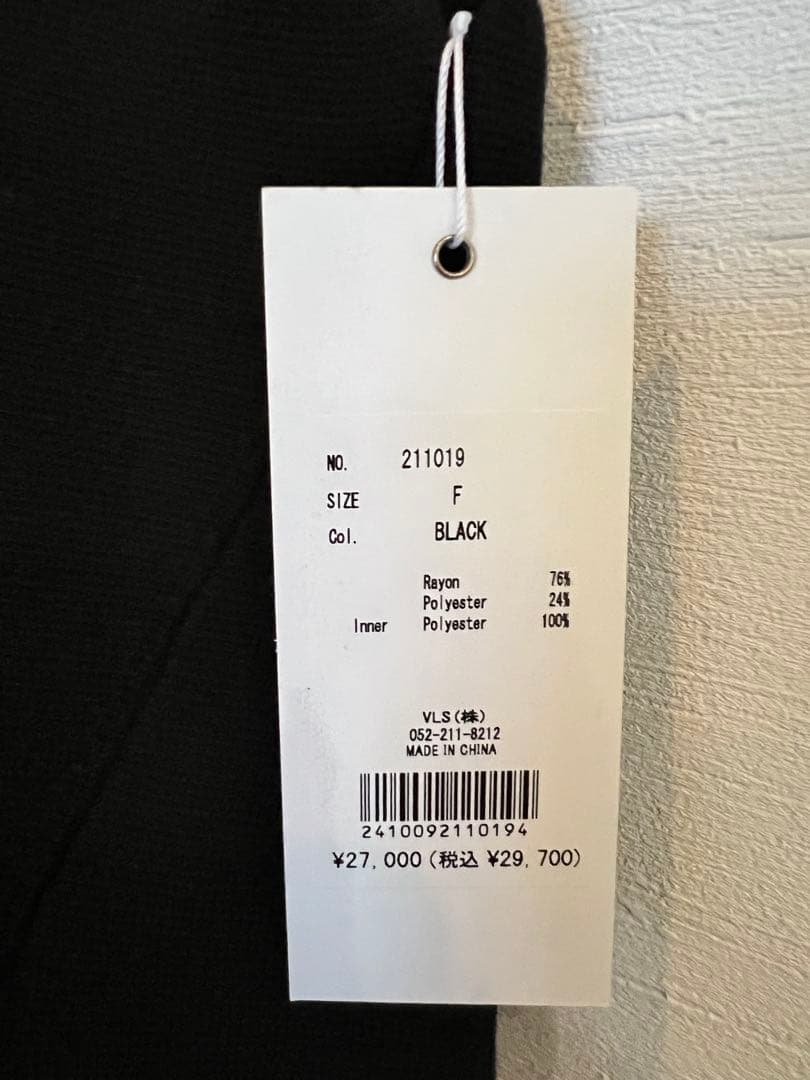 NO. 211019
SIZE F
Col. BLACK
Rayon 76%
Polyester 24%
Inner Polyester 100%
VLS(株)
052-211-8212
MADE IN CHINA
2410092110194
¥27,000(税込 ¥29,700)